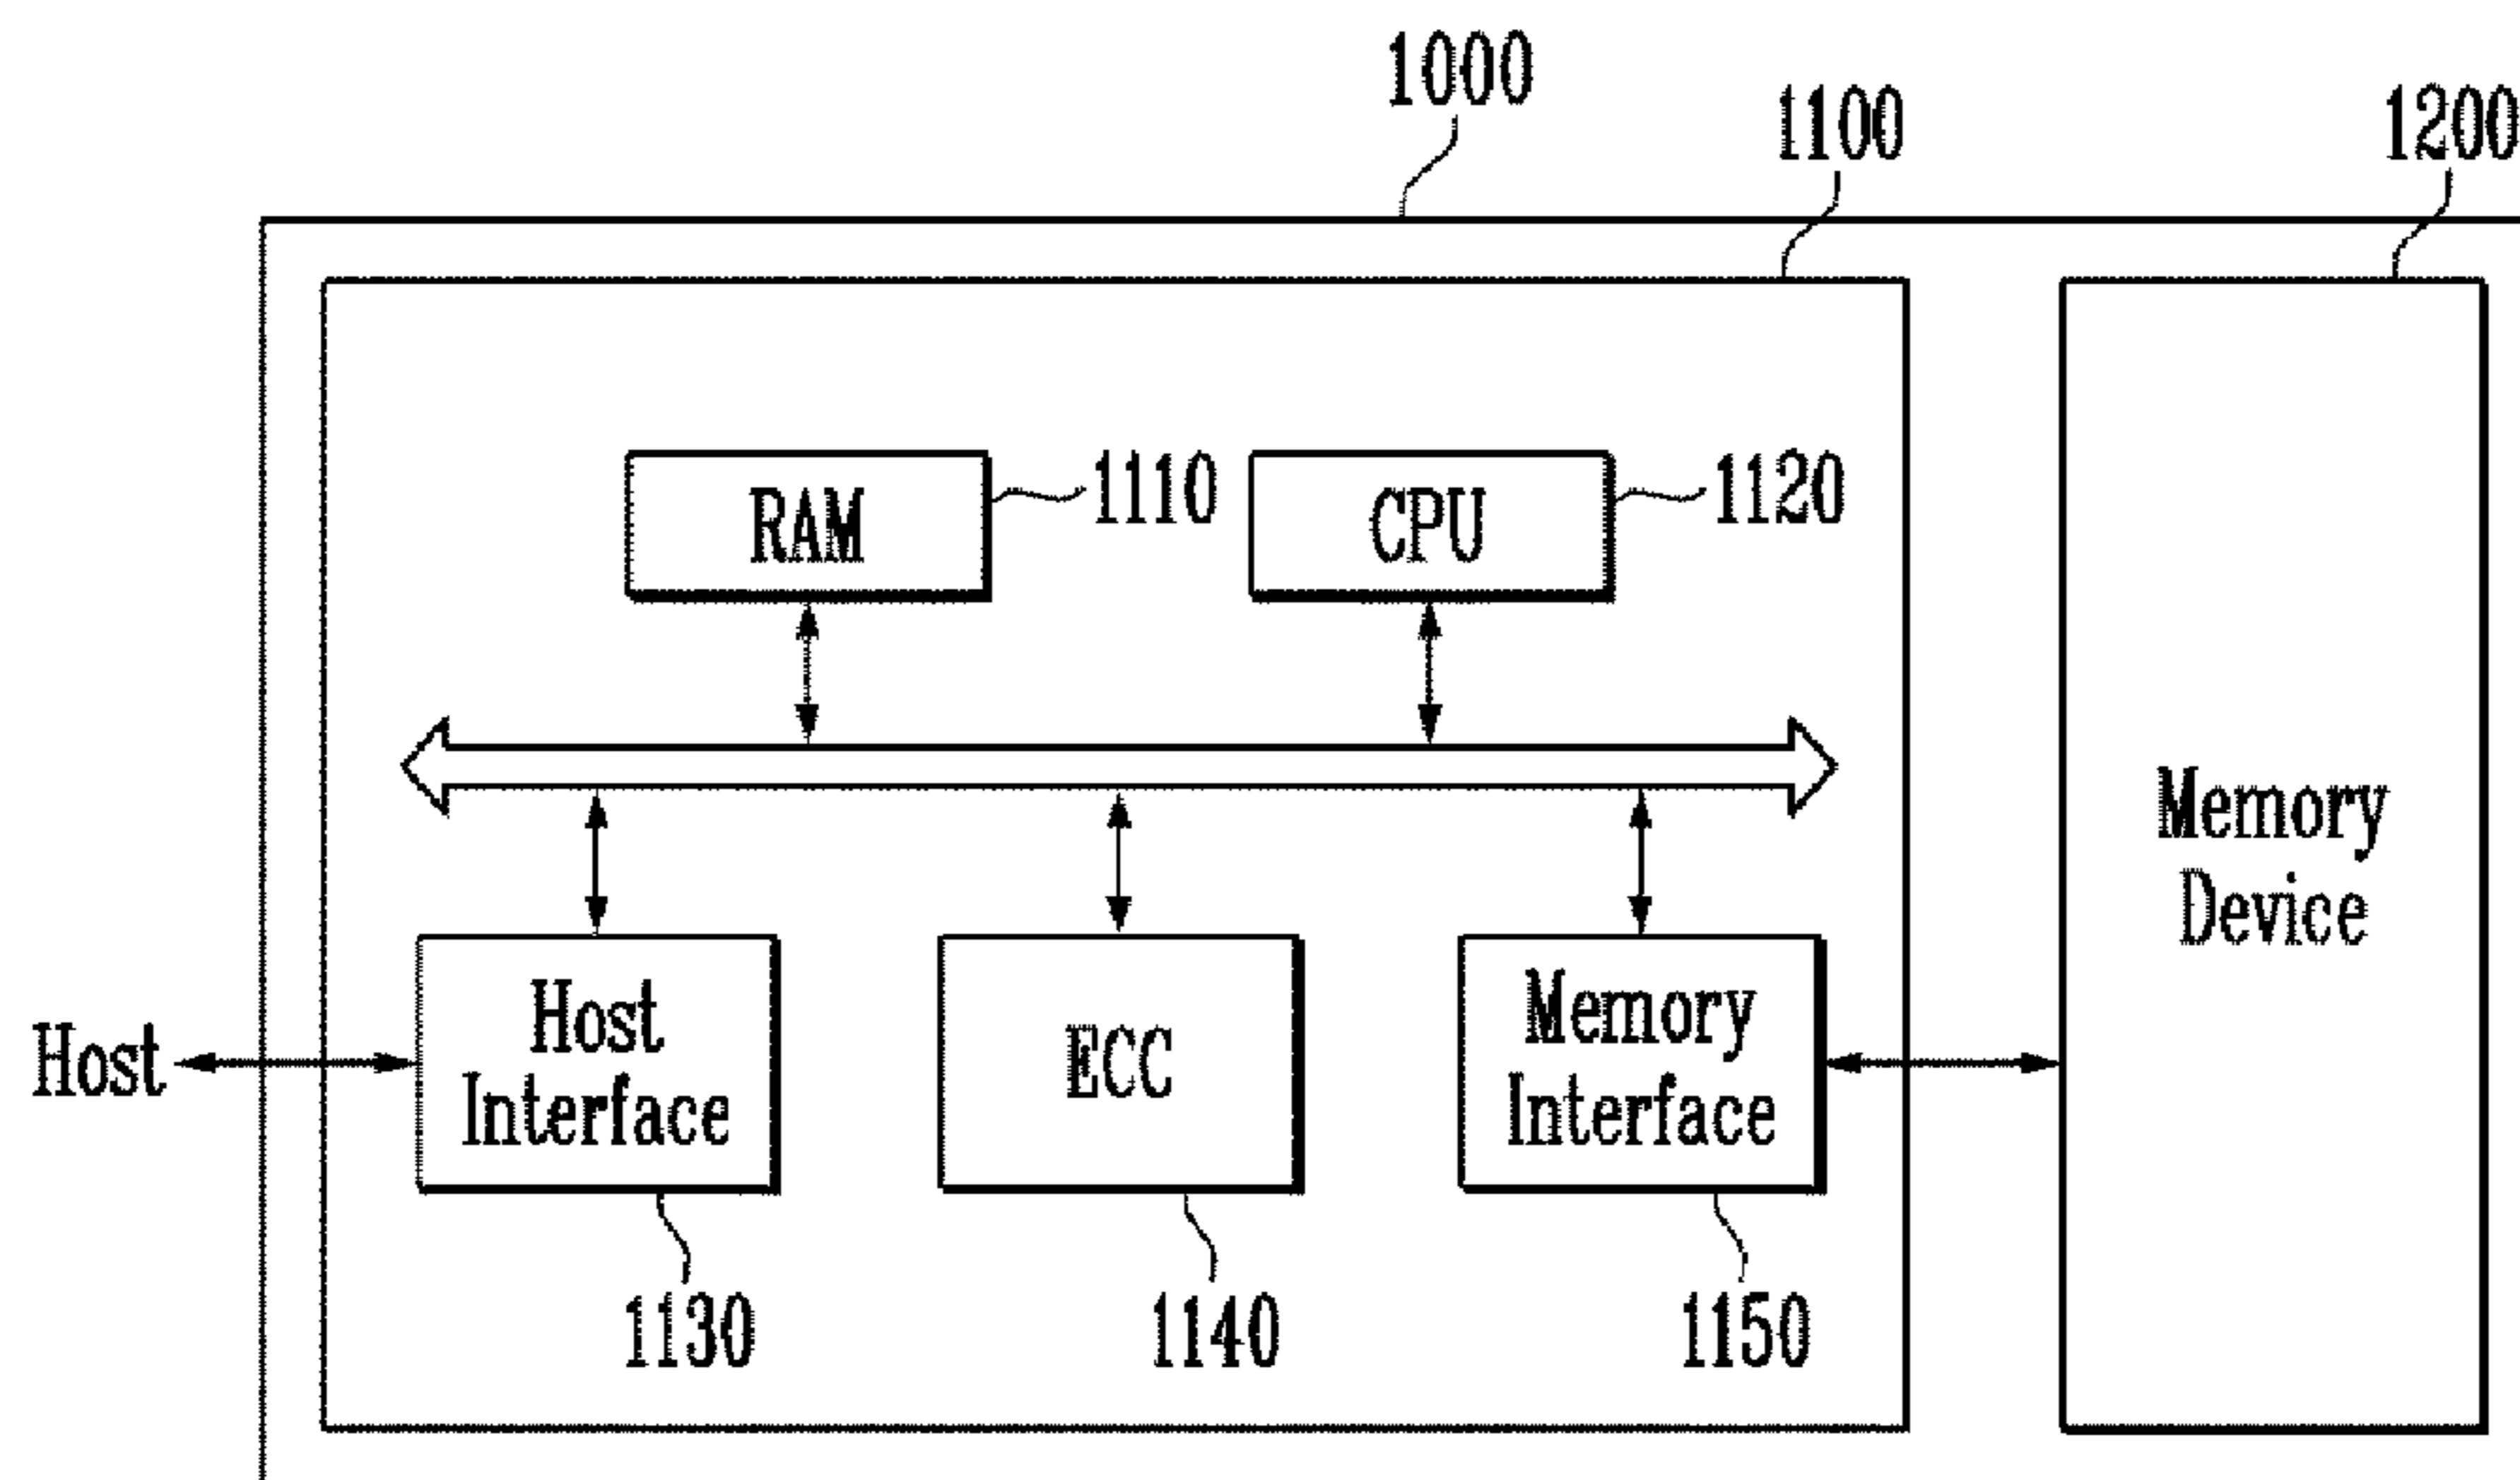 1000
1100
1200
RAM
1110
CPU
1120
Memory
Device
Host
Host
Interface
ECC
Memory
Interface
1130
1140
1150